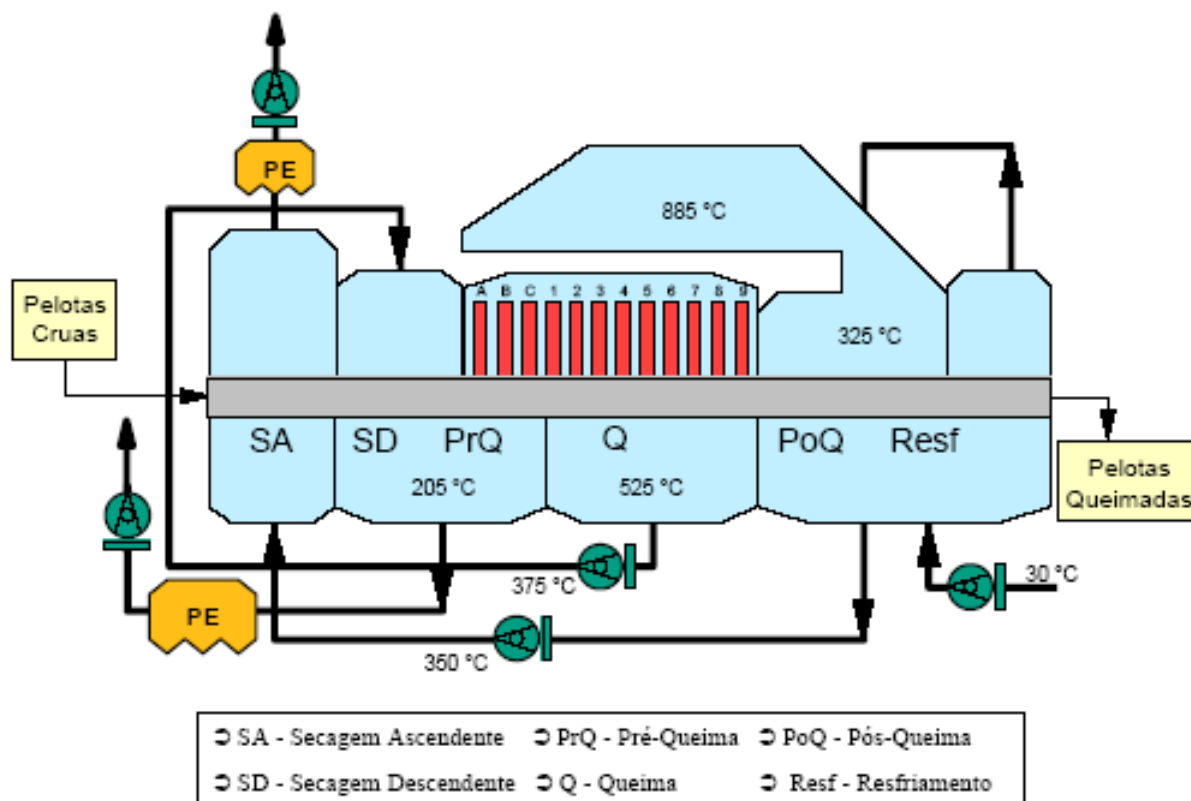 PE
885 °C
A B C 1 2 3 4 5 6 7 8 9
Pelotas
Cruas
325 °C
SA SD PrQ Q PoQ Resf
205 °C 525 °C
Pelotas
Queimadas
375 °C
30 °C
PE
350 °C
➲ SA - Secagem Ascendente ➲ PrQ - Pré-Queima ➲ PoQ - Pós-Queima
➲ SD - Secagem Descendente ➲ Q - Queima ➲ Resf - Resfriamento